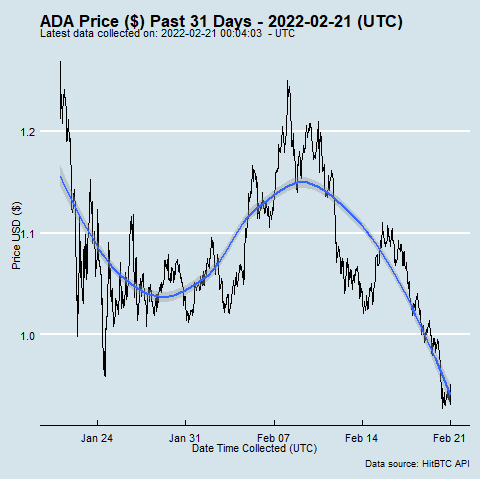 ADA Price ($) Past 31 Days - 2022-02-21 (UTC)
Latest data collected on: 2022-02-21 00:04:03 - UTC
1.2
1.1
1.0
Price USD ($)
Jan 24 Jan 31 Feb 07 Feb 14 Feb 21
Date Time Collected (UTC)
Data source: HitBTC API